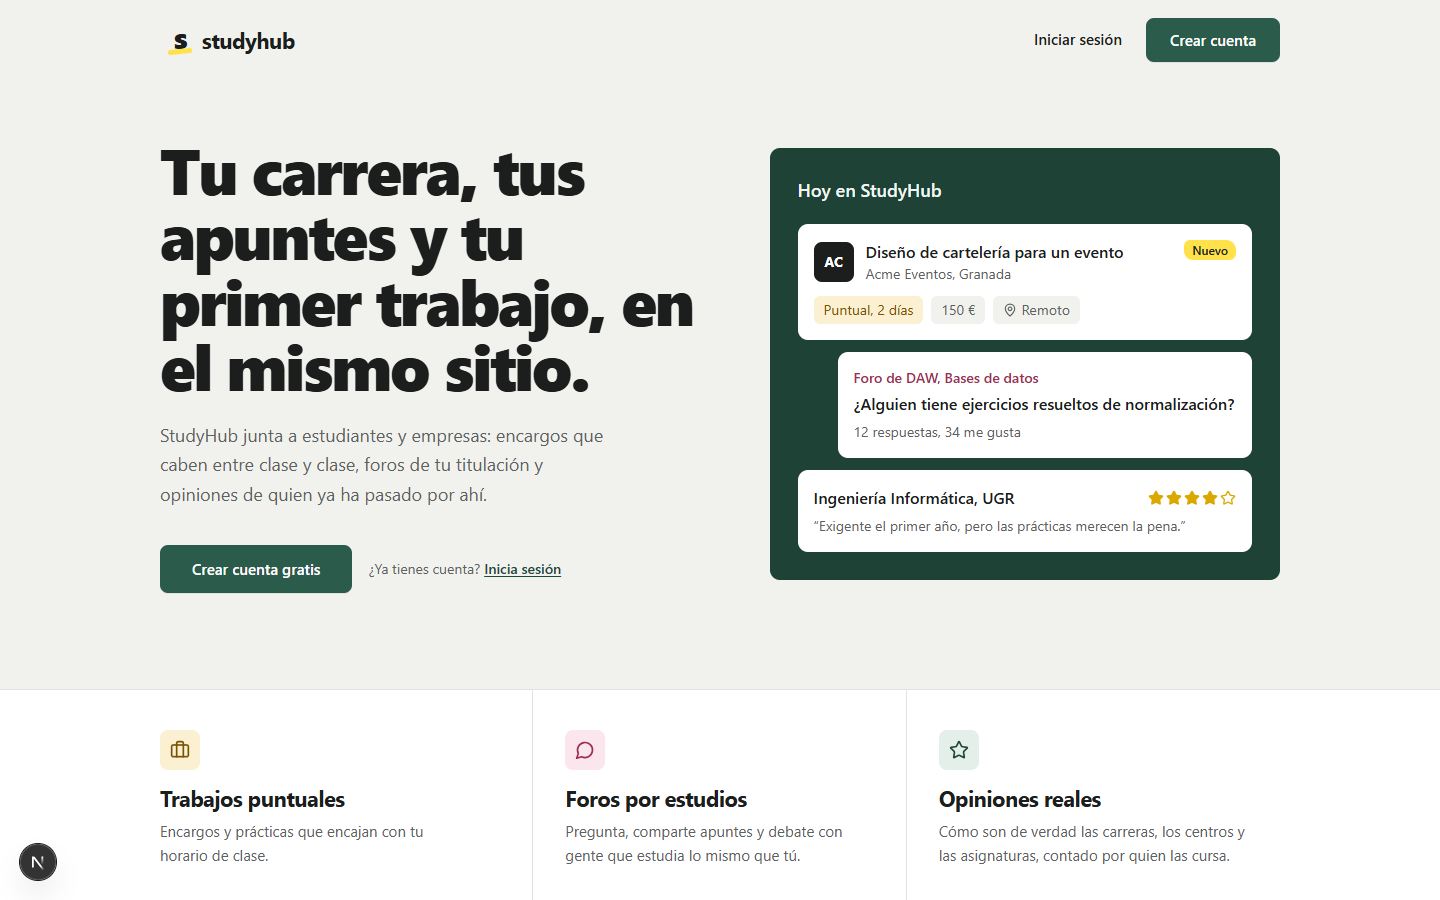 s studyhub
Iniciar sesión
Crear cuenta
Tu carrera, tus
apuntes y tu
primer trabajo, en
el mismo sitio.
StudyHub junta a estudiantes y empresas: encargos que
caben entre clase y clase, foros de tu titulación y
opiniones de quien ya ha pasado por ahí.
Crear cuenta gratis
¿Ya tienes cuenta? Inicia sesión
Hoy en StudyHub
AC
Diseño de cartelería para un evento
Nuevo
Acme Eventos, Granada
Puntual, 2 días
150 €
Remoto
Foro de DAW, Bases de datos
¿Alguien tiene ejercicios resueltos de normalización?
12 respuestas, 34 me gusta
Ingeniería Informática, UGR
“Exigente el primer año, pero las prácticas merecen la pena.”
Trabajos puntuales
Encargos y prácticas que encajan con tu
horario de clase.
Foros por estudios
Pregunta, comparte apuntes y debate con
gente que estudia lo mismo que tú.
Opiniones reales
Cómo son de verdad las carreras, los centros y
las asignaturas, contado por quien las cursa.
N